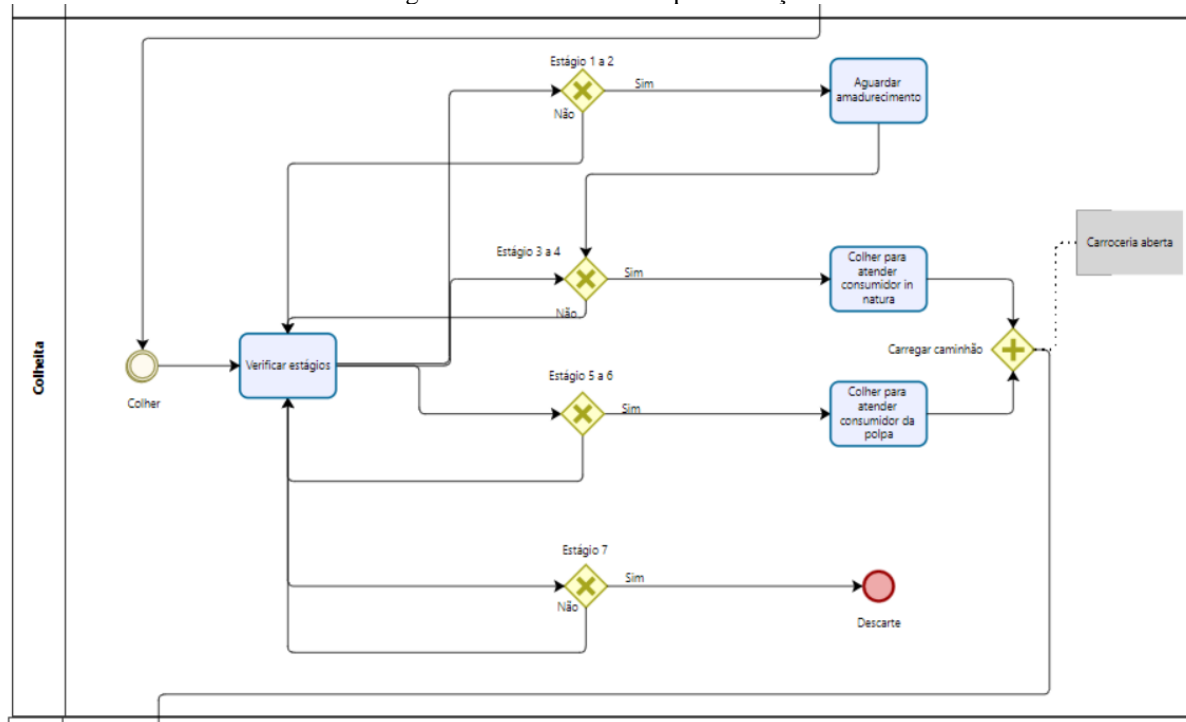 Estágio 1 a 2
Sim
Não
Aguardar
amadurecimento
Carroceria aberta
Estágio 3 a 4
Sim
Não
Colher para
atender
consumidor in
natura
Colheita
Verificar estágios
Colher
Carregar caminhão
Estágio 5 a 6
Sim
Colher para
atender
consumidor da
polpa
Estágio 7
Sim
Não
Descarte